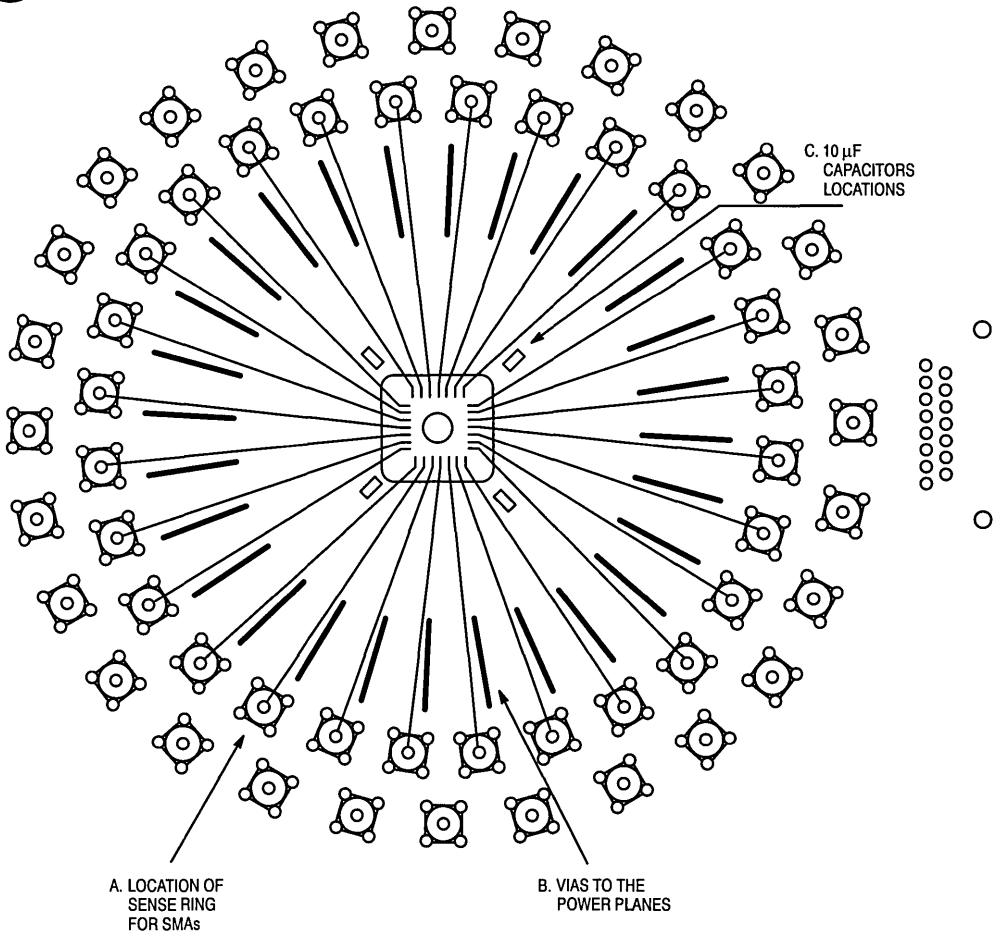 C. 10 µF
CAPACITORS
LOCATIONS
A. LOCATION OF
SENSE RING
FOR SMAs
B. VIAS TO THE
POWER PLANES